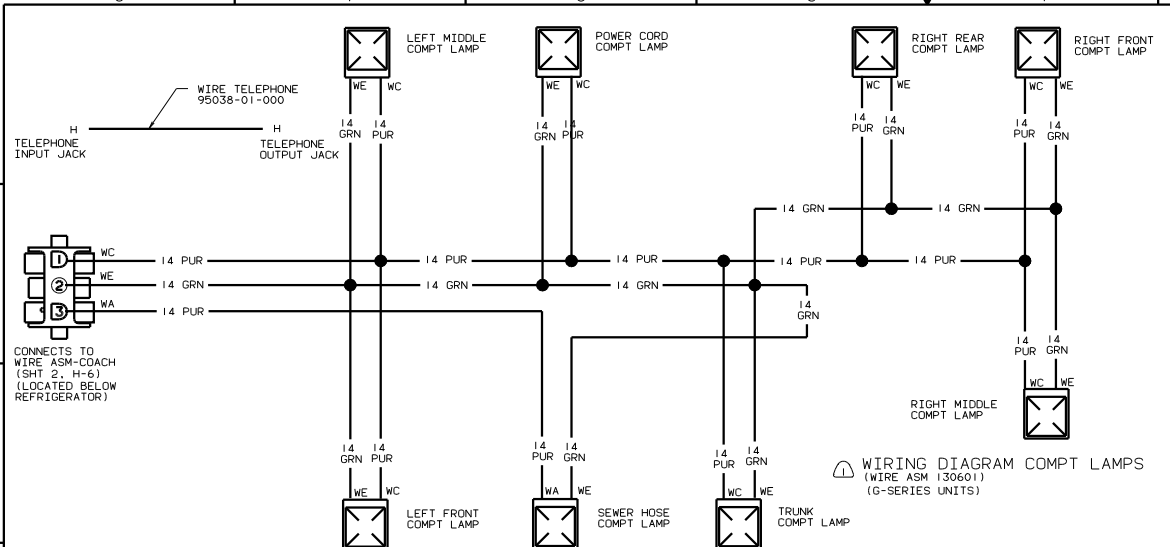 LEFT MIDDLE
COMPT LAMP
POWER CORD
COMPT LAMP
RIGHT REAR
COMPT LAMP
RIGHT FRONT
COMPT LAMP
WE WC
WE WC
WC WE
WC WE
WIRE TELEPHONE
95038-01-000
H
TELEPHONE
INPUT JACK
H
TELEPHONE
OUTPUT JACK
14
GRN
14
PUR
14
GRN
14
PUR
14
PUR
14
GRN
14
PUR
14
GRN
14 GRN
14 GRN
1
WC
14 PUR
14 PUR
14 PUR
14 PUR
14 PUR
2
WE
14 GRN
14 GRN
14 GRN
3
WA
14 PUR
14
GRN
CONNECTS TO
WIRE ASM-COACH
(SHT 2, H-6)
(LOCATED BELOW
REFRIGERATOR)
14
PUR
14
GRN
WC WE
RIGHT MIDDLE
COMPT LAMP
14
GRN
14
PUR
14
PUR
14
GRN
14
PUR
14
GRN
WE WC
WA WE
WC WE
LEFT FRONT
COMPT LAMP
SEWER HOSE
COMPT LAMP
TRUNK
COMPT LAMP
1
WIRING DIAGRAM COMPT LAMPS
(WIRE ASM 130601)
(G-SERIES UNITS)